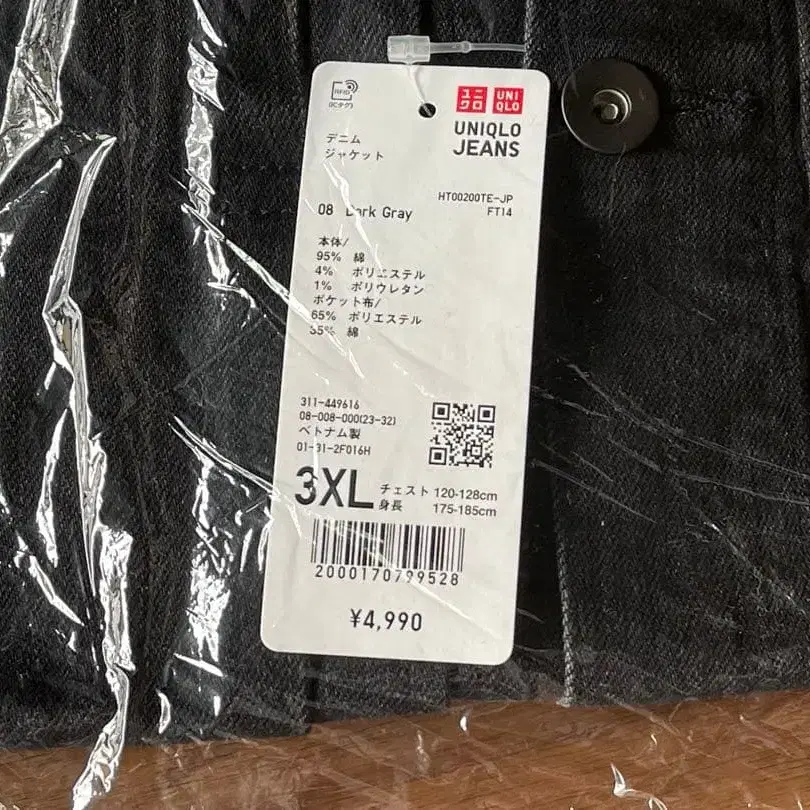 RFID
(ICタグ)
ユニ
クロ
UNI
QLO
UNIQLO
JEANS
デニム
ジャケット
HT00200TE-JP
FT14
08 Dark Gray
本体/
95% 綿
4% ポリエステル
1% ポリウレタン
ポケット布/
65% ポリエステル
35% 綿
311-449616
08-008-000(23-32)
ベトナム製
01-31-2F016H
3XL
チェスト 120-128cm
身長 175-185cm
2000170799528
¥4,990